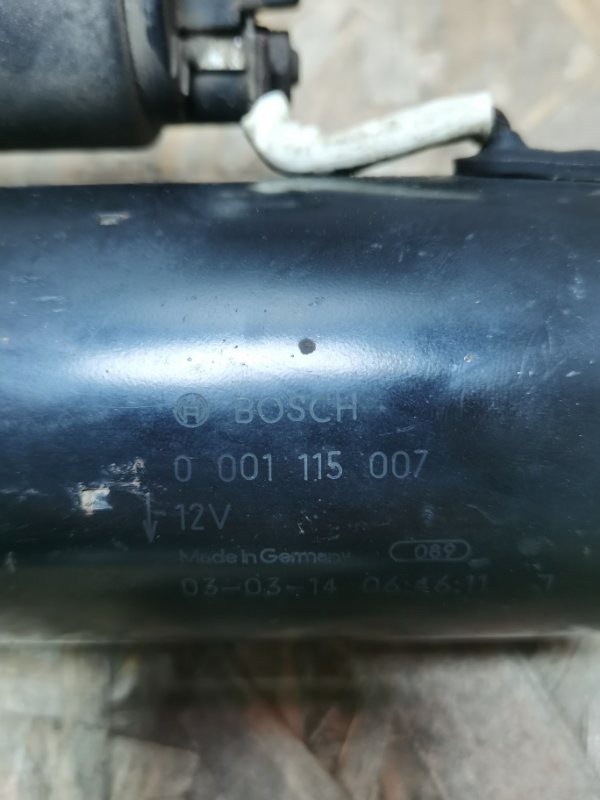 BOSCH
0 001 115 007
12V
Made in Germany 089
03-03-14 06:46:11 7